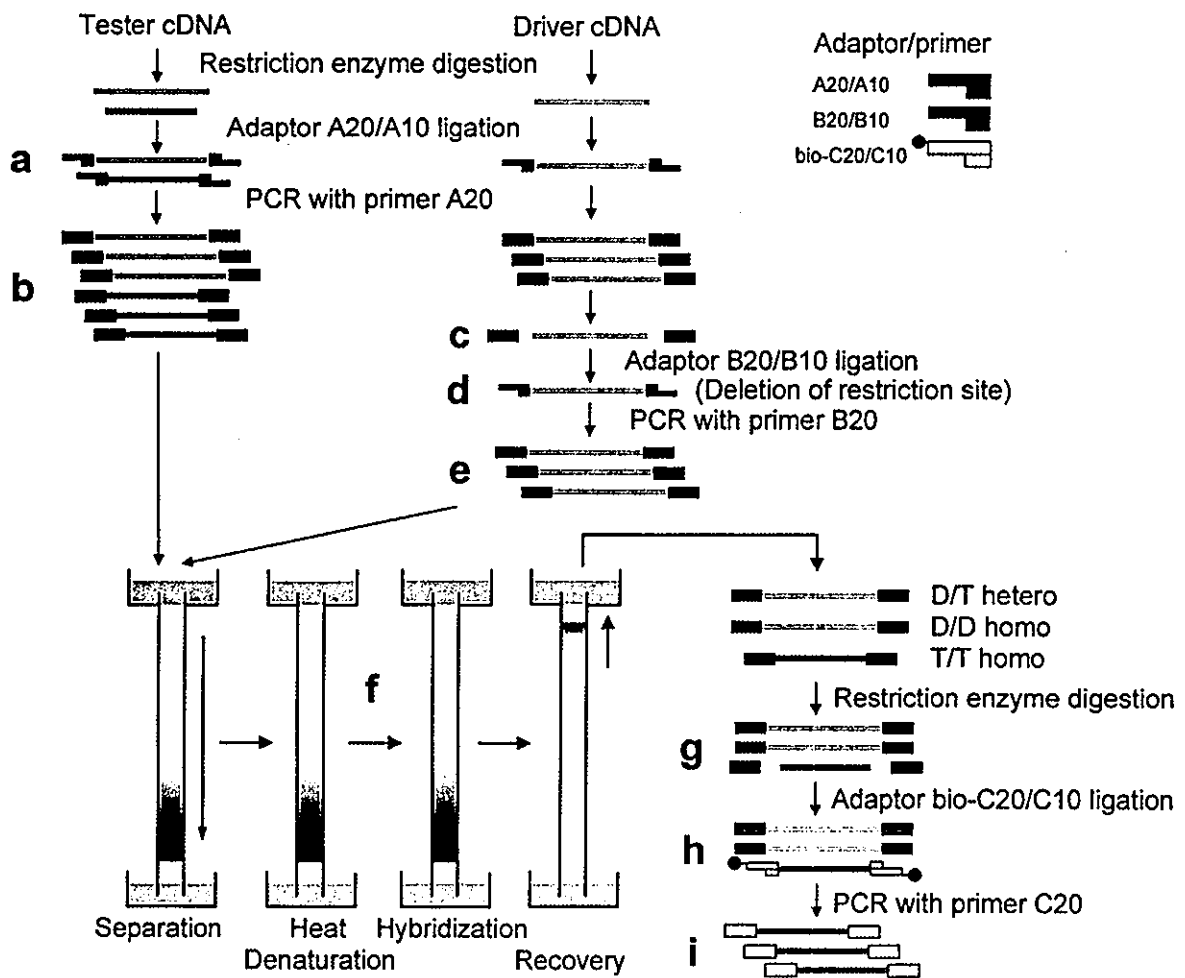 Tester cDNA
Driver cDNA
Adaptor/primer
Restriction enzyme digestion
A20/A10
B20/B10
bio-C20/C10
Adaptor A20/A10 ligation
a
PCR with primer A20
b
c
Adaptor B20/B10 ligation
d
(Deletion of restriction site)
PCR with primer B20
e
D/T hetero
D/D homo
T/T homo
f
Restriction enzyme digestion
g
Adaptor bio-C20/C10 ligation
h
PCR with primer C20
i
Separation
Heat
Denaturation
Hybridization
Recovery